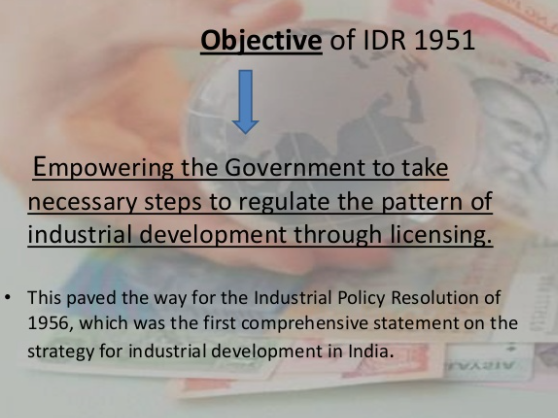 Objective of IDR 1951
Empowering the Government to take
necessary steps to regulate the pattern of
industrial development through licensing.
• This paved the way for the Industrial Policy Resolution of
1956, which was the first comprehensive statement on the
strategy for industrial development in India.